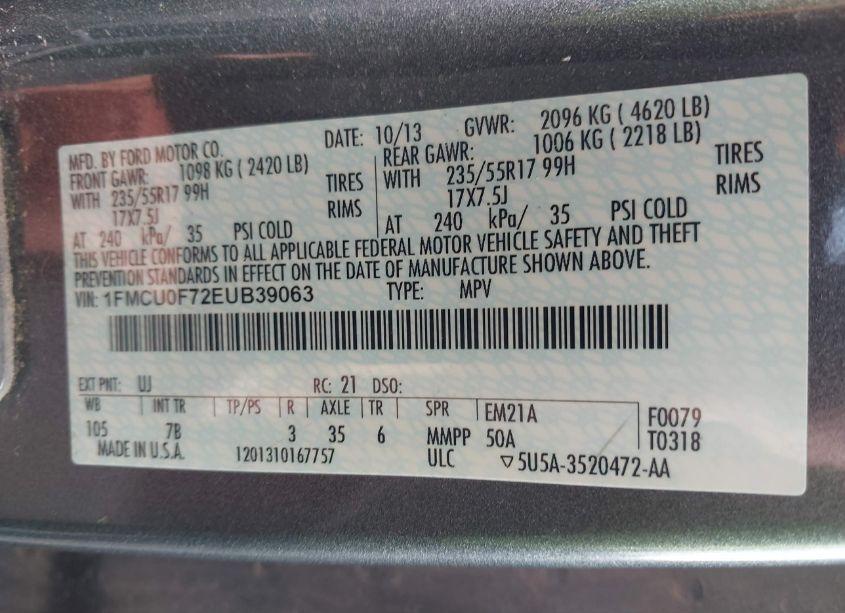 MFD. BY FORD MOTOR CO. DATE: 10/13 GVWR: 2096 KG ( 4620 LB)
FRONT GAWR: 1098 KG ( 2420 LB) REAR GAWR: 1006 KG ( 2218 LB)
WITH 235/55R17 99H TIRES WITH 235/55R17 99H TIRES
17X7.5J RIMS 17X7.5J RIMS
AT 240 kPa/ 35 PSI COLD AT 240 kPa/ 35 PSI COLD
THIS VEHICLE CONFORMS TO ALL APPLICABLE FEDERAL MOTOR VEHICLE SAFETY AND THEFT
PREVENTION STANDARDS IN EFFECT ON THE DATE OF MANUFACTURE SHOWN ABOVE.
VIN: 1FMCU0F72EUB39063 TYPE: MPV
EXT PNT: UJ RC: 21 DSO:
WB INT TR TP/PS R AXLE TR SPR EM21A F0079
105 7B 3 35 6 MMPP 50A T0318
MADE IN U.S.A. 1201310167757 ULC ▽5U5A-3520472-AA